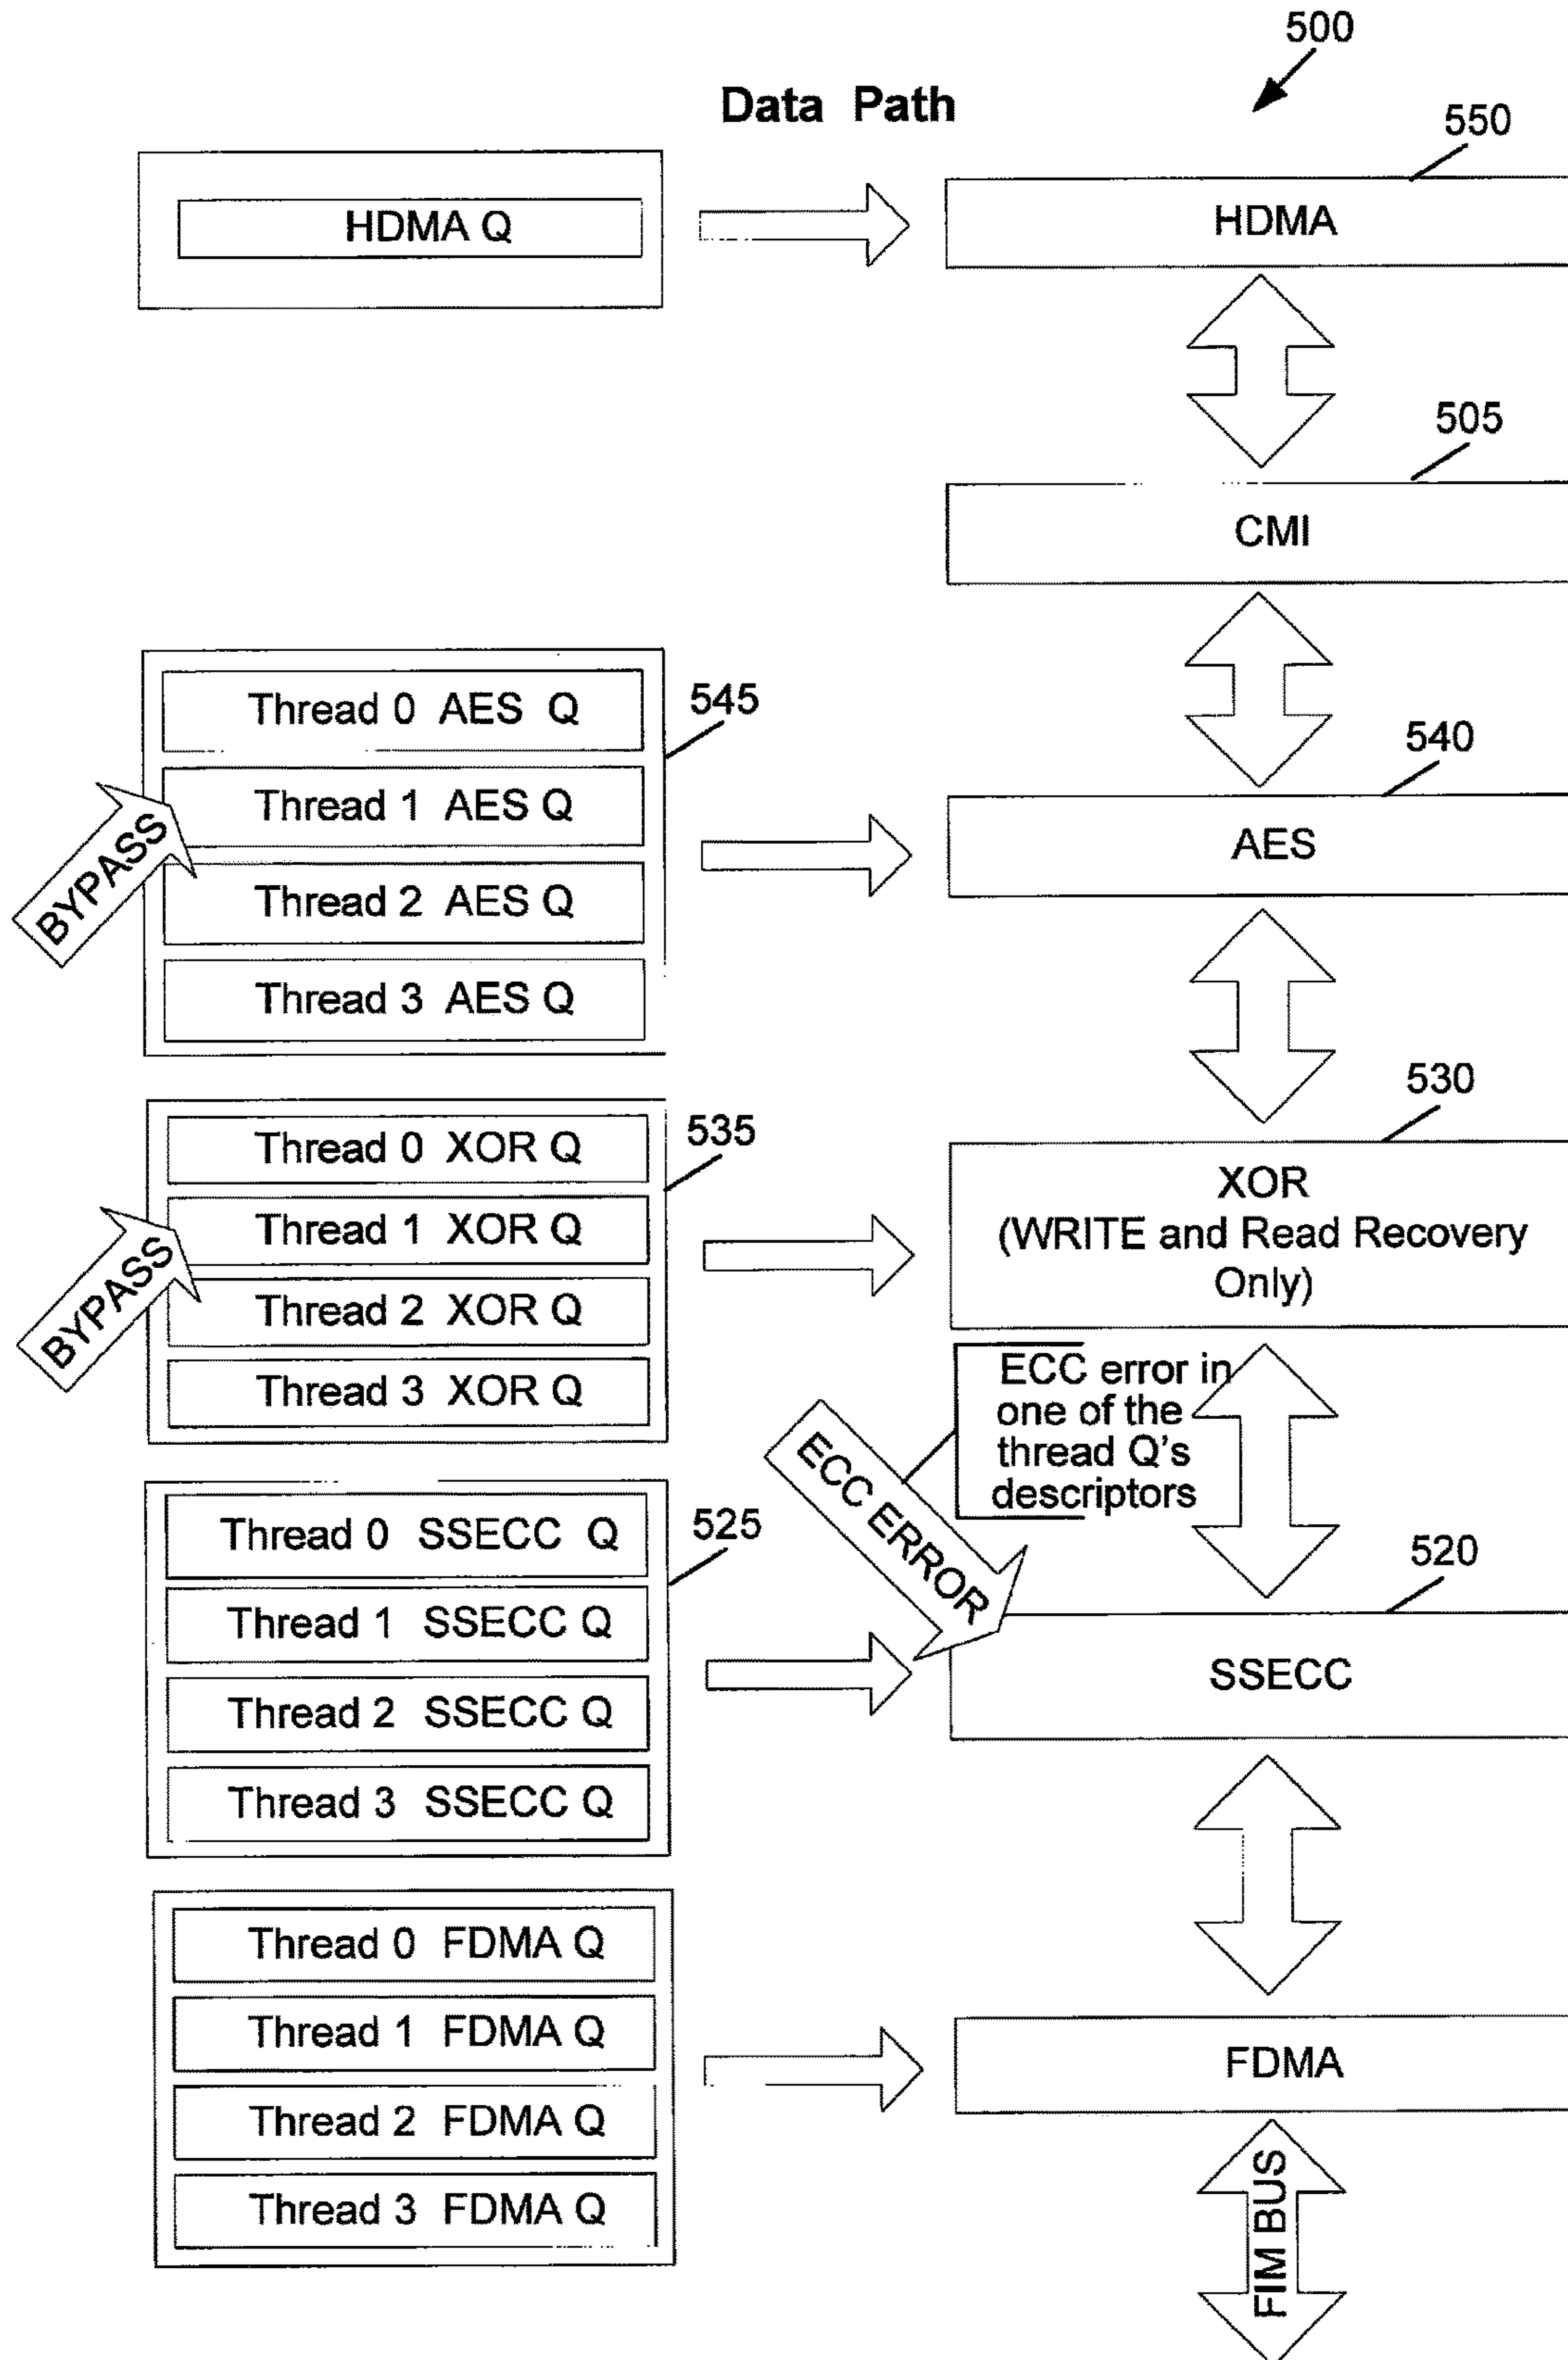 500
Data Path
550
HDMA Q
HDMA
505
CMI
Thread 0 AES Q
545
Thread 1 AES Q
BYPASS
Thread 2 AES Q
Thread 3 AES Q
540
AES
530
Thread 0 XOR Q
535
Thread 1 XOR Q
BYPASS
Thread 2 XOR Q
Thread 3 XOR Q
XOR
(WRITE and Read Recovery
Only)
ECC error in
one of the
thread Q's
descriptors
ECC ERROR
Thread 0 SSECC Q
525
Thread 1 SSECC Q
Thread 2 SSECC Q
Thread 3 SSECC Q
520
SSECC
Thread 0 FDMA Q
Thread 1 FDMA Q
Thread 2 FDMA Q
Thread 3 FDMA Q
FDMA
FIM BUS